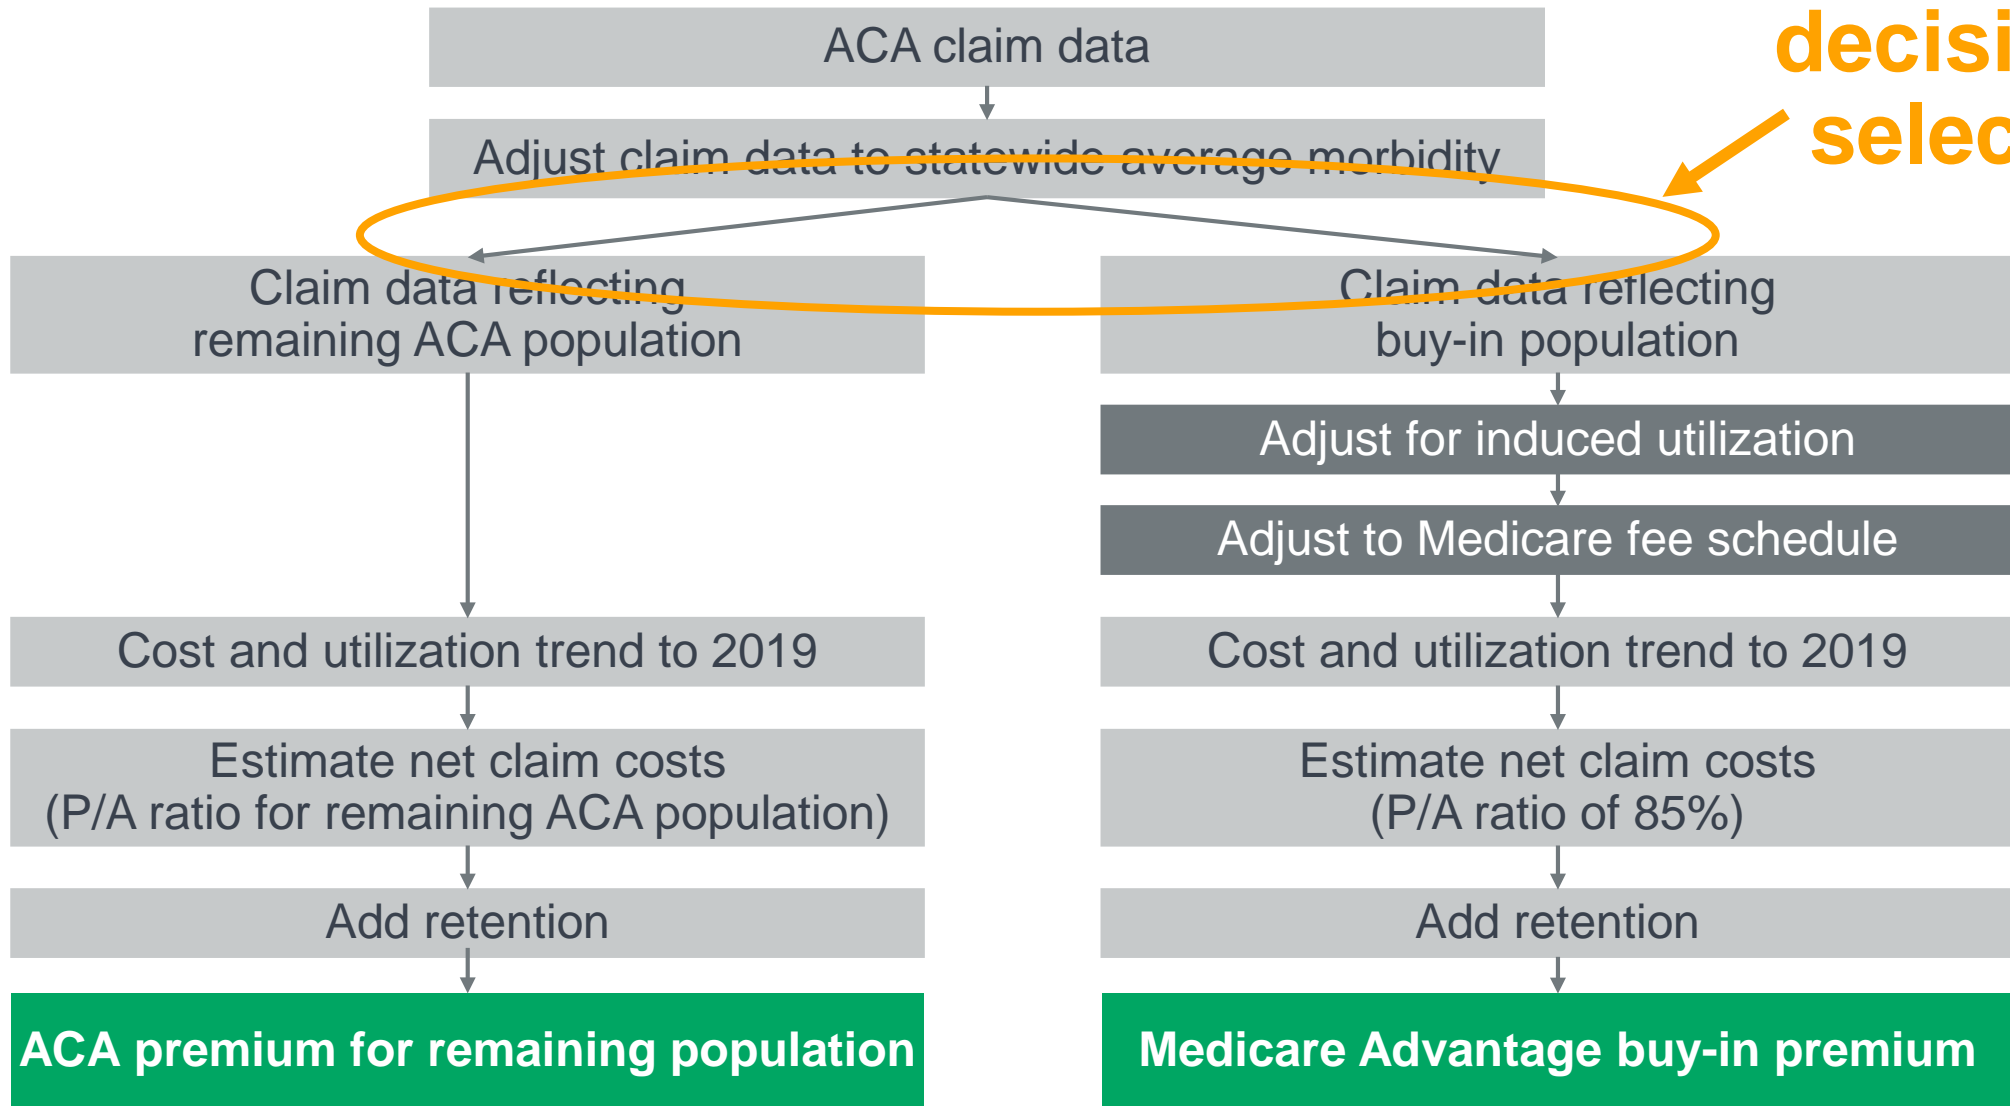 decisi
selec
ACA claim data
Adjust claim data to statewide average morbidity
Claim data reflecting
remaining ACA population
Claim data reflecting
buy-in population
Adjust for induced utilization
Adjust to Medicare fee schedule
Cost and utilization trend to 2019
Cost and utilization trend to 2019
Estimate net claim costs
(P/A ratio for remaining ACA population)
Estimate net claim costs
(P/A ratio of 85%)
Add retention
Add retention
ACA premium for remaining population
Medicare Advantage buy-in premium